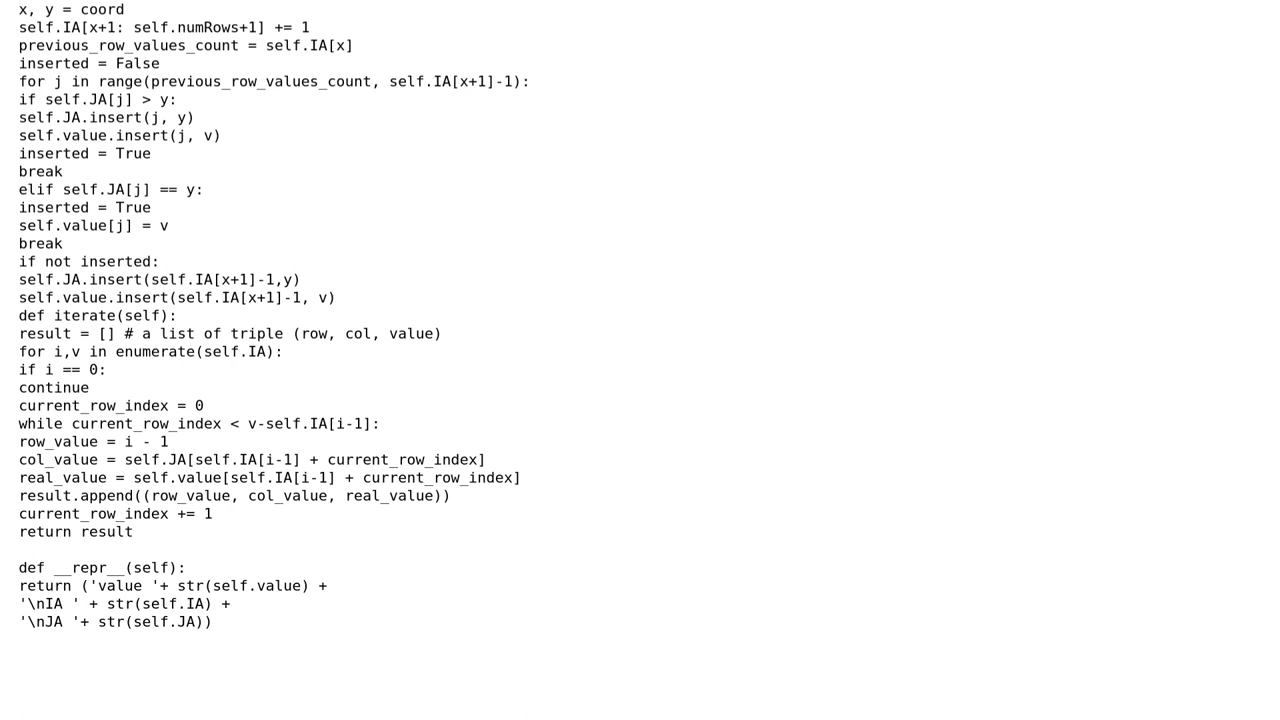 x, y = coord
self.IA[x+1: self.numRows+1] += 1
previous_row_values_count = self.IA[x]
inserted = False
for j in range(previous_row_values_count, self.IA[x+1]-1):
if self.JA[j] > y:
self.JA.insert(j, y)
self.value.insert(j, v)
inserted = True
break
elif self.JA[j] == y:
inserted = True
self.value[j] = v
break
if not inserted:
self.JA.insert(self.IA[x+1]-1,y)
self.value.insert(self.IA[x+1]-1, v)
def iterate(self):
result = [] # a list of triple (row, col, value)
for i,v in enumerate(self.IA):
if i == 0:
continue
current_row_index = 0
while current_row_index < v-self.IA[i-1]:
row_value = i - 1
col_value = self.JA[self.IA[i-1] + current_row_index]
real_value = self.value[self.IA[i-1] + current_row_index]
result.append((row_value, col_value, real_value))
current_row_index += 1
return result

def __repr__(self):
return ('value '+ str(self.value) +
'\nIA ' + str(self.IA) +
'\nJA '+ str(self.JA))